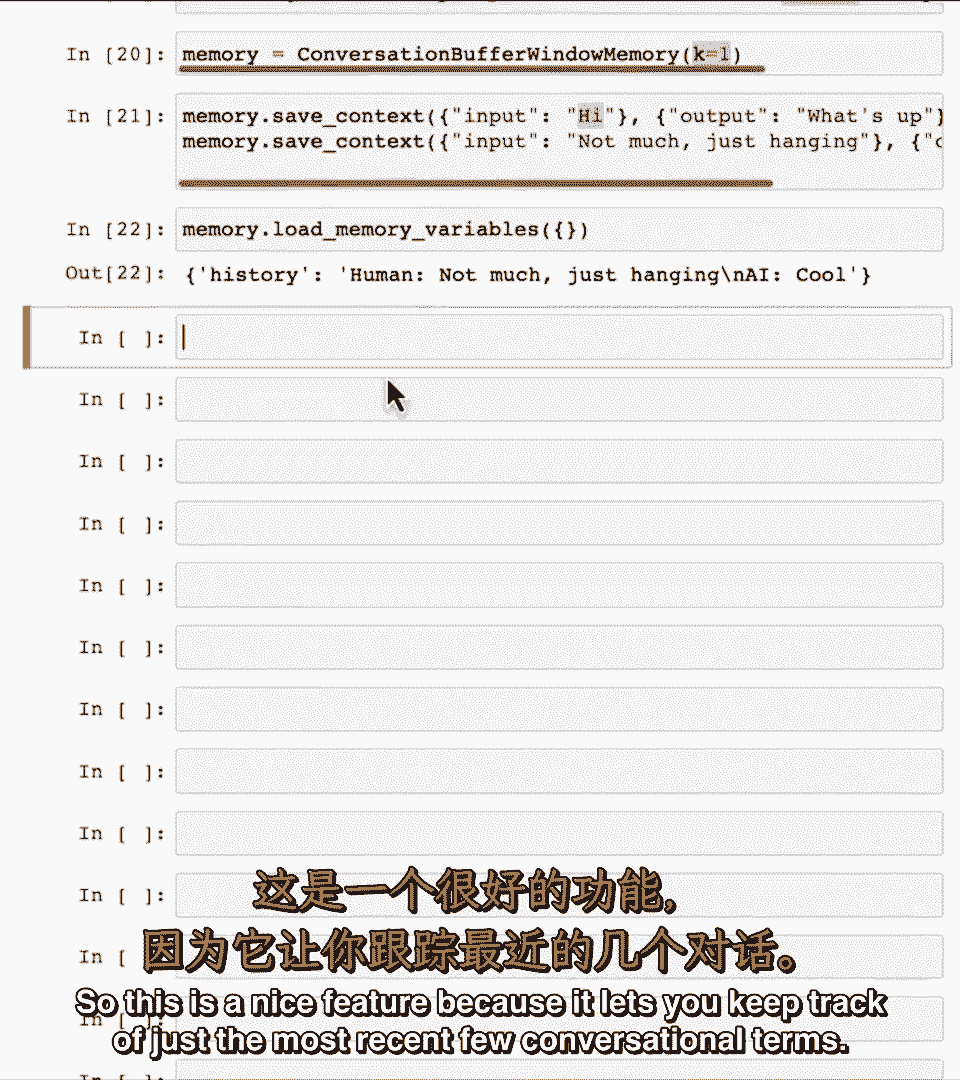 In [20]: memory = ConversationBufferWindowMemory(k=1)
In [21]: memory.save_context({"input": "Hi"}, {"output": "What's up"}
memory.save_context({"input": "Not much, just hanging"}, {"
In [22]: memory.load_memory_variables({})
Out[22]: {'history': 'Human: Not much, just hanging\nAI: Cool'}
In [ ]:
In [ ]:
In [ ]:
In [ ]:
In [ ]:
In [ ]:
In [ ]:
In [ ]:
In [ ]:
In [ ]:
这是一个很好的功能,
In [
因为它让你跟踪最近的几个对话。
In [ ]:
So this is a nice feature because it lets you keep track
of just the most recent few conversational terms.
In [ ]: